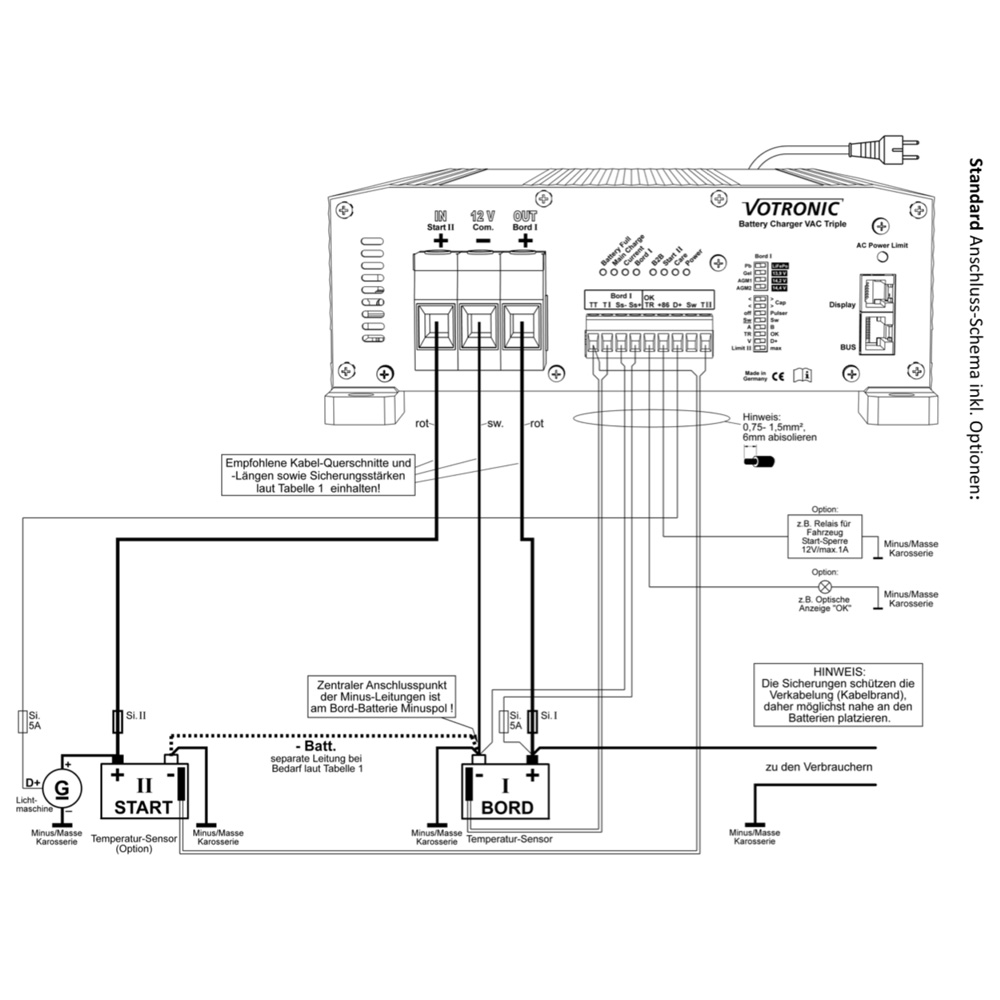 Standard Anschluss-Schema inkl. Optionen:
VOTRONIC
Battery Charger VAC Triple
IN
Start II
+
12 V
Com.
−
OUT
Bord I
+
Battery Full
Main Charge
Current
Bord I
B2B
Start II
Care
Power
AC Power Limit
Bord I
Pb LiFePo
Gel 13,9 V
AGM1 14,2 V
AGM2 14,4 V
< >
< > Cap
off Pulser
Sw Sw
A B
TR OK
V D+
Limit II max
Display
BUS
Bord I OK
TT T I Ss- Ss+ TR +86 D+ Sw T II
Made in
Germany CE i
rot
sw.
rot
Hinweis:
0,75- 1,5mm²,
6mm abisolieren
Empfohlene Kabel-Querschnitte und
-Längen sowie Sicherungsstärken
laut Tabelle 1 einhalten!
Option:
z.B. Relais für
Fahrzeug
Start-Sperre
12V/max.1A
Minus/Masse
Karosserie
Option:
z.B. Optische
Anzeige "OK"
Minus/Masse
Karosserie
Zentraler Anschlusspunkt
der Minus-Leitungen ist
am Bord-Batterie Minuspol !
HINWEIS:
Die Sicherungen schützen die
Verkabelung (Kabelbrand),
daher möglichst nahe an den
Batterien platzieren.
Si.
5A
Si. II
Si.
5A
Si. I
- Batt.
separate Leitung bei
Bedarf laut Tabelle 1
D+
G
+
−
Licht-
maschine
+ II -
START
- I +
BORD
zu den Verbrauchern
Minus/Masse
Karosserie
Temperatur-Sensor
(Option)
Minus/Masse
Karosserie
Minus/Masse
Karosserie
Temperatur-Sensor
Minus/Masse
Karosserie